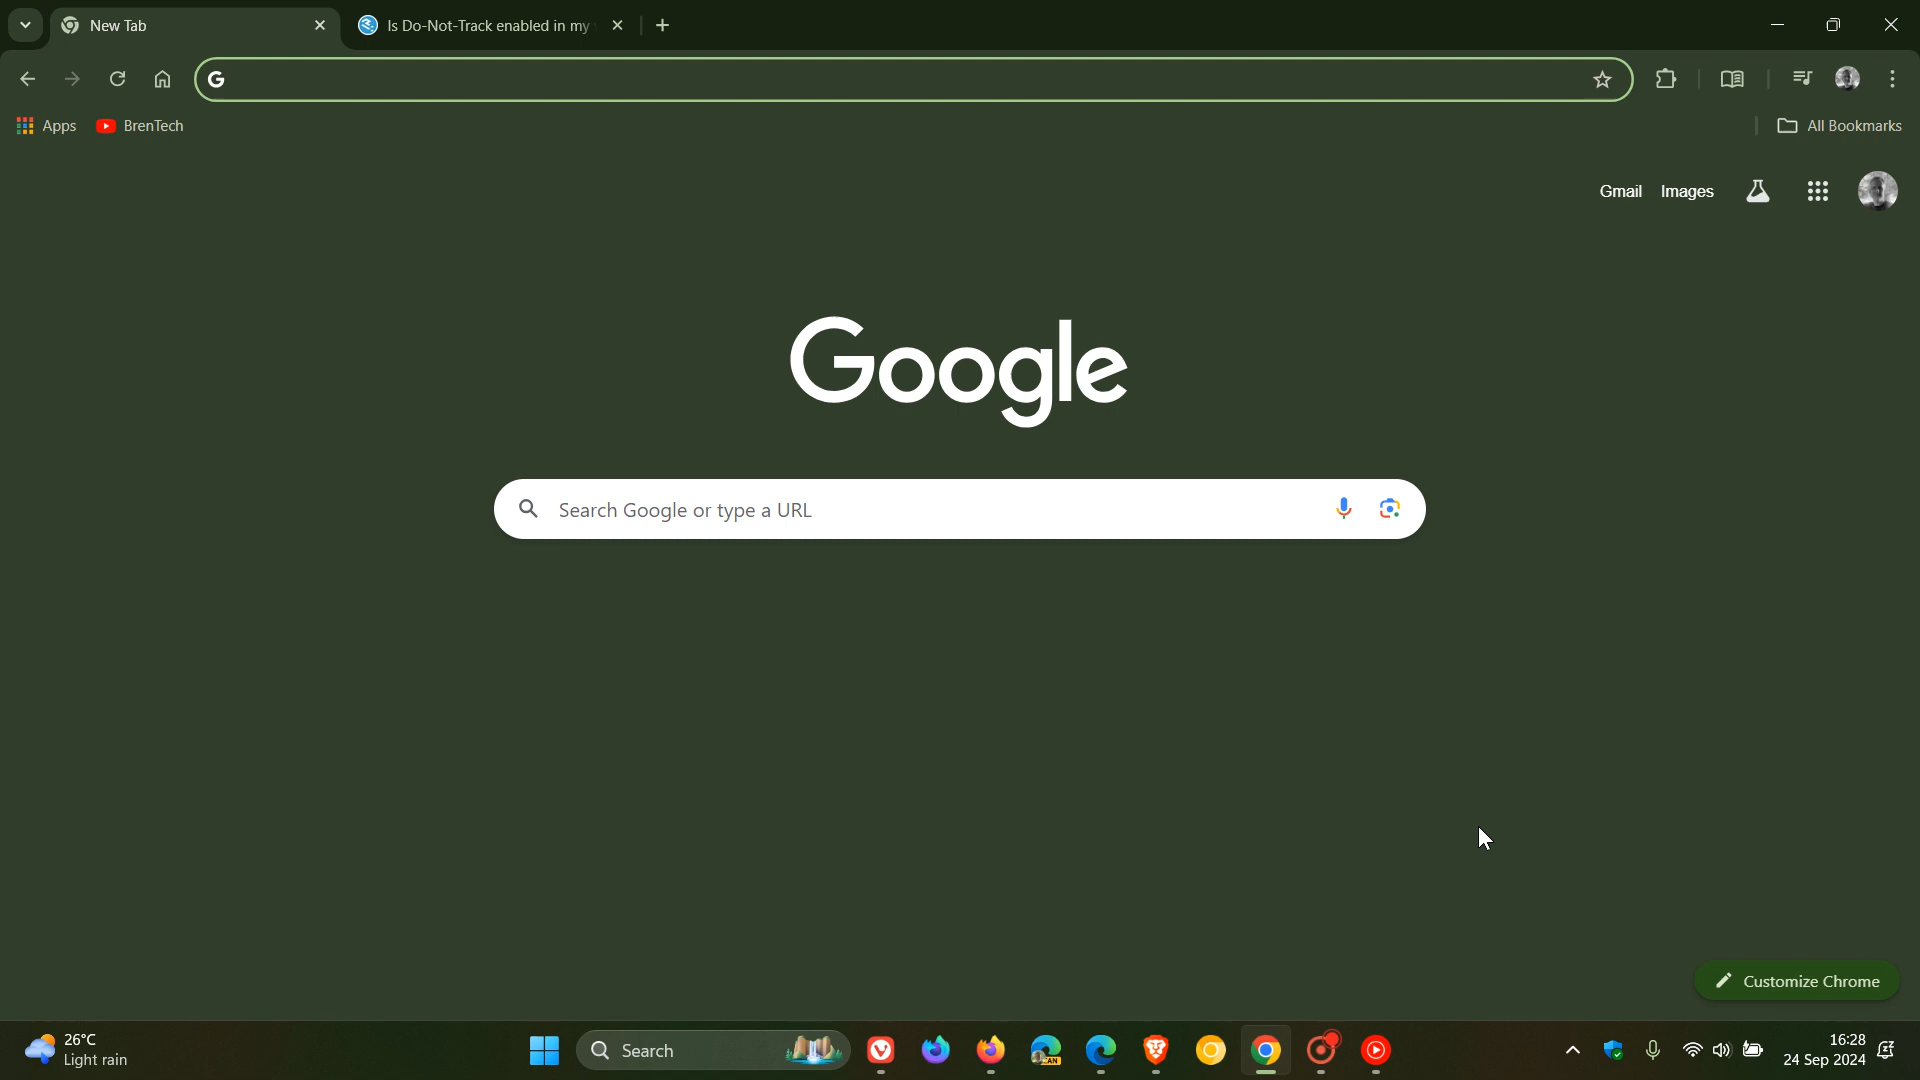 New Tab
Is Do-Not-Track enabled in my
Apps
BrenTech
All Bookmarks
Gmail
Images
Google
Search Google or type a URL
Customize Chrome
26°C
Light rain
Search
CAN
16:28
24 Sep 2024